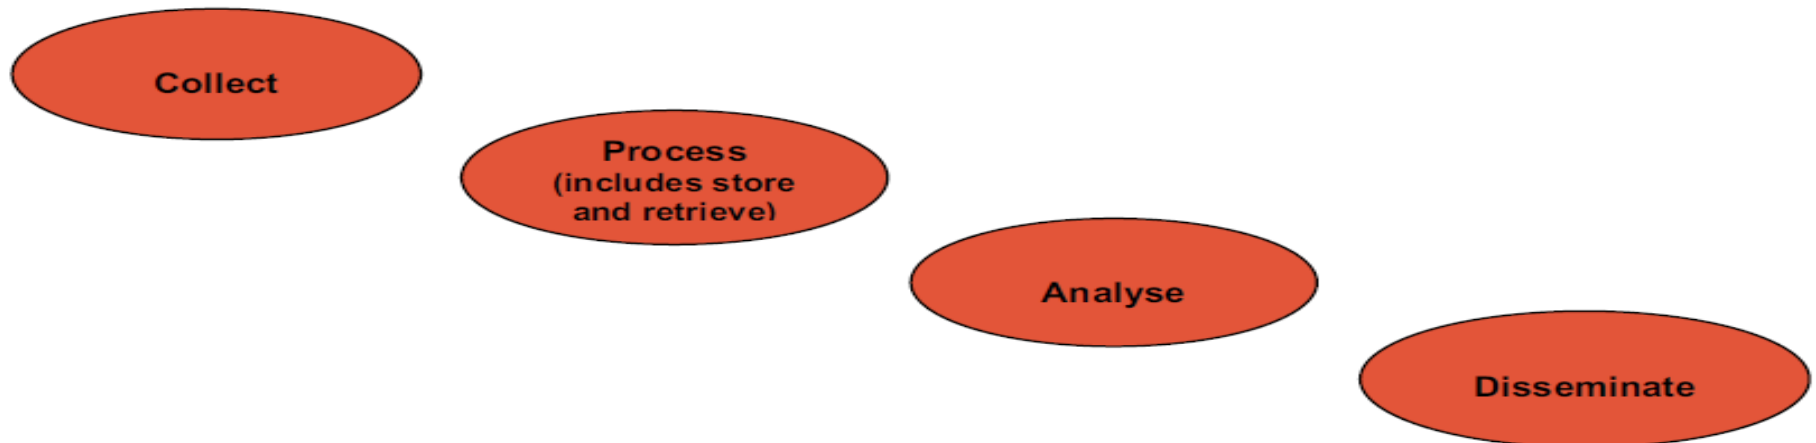 Collect
Process
(includes store
and retrieve)
Analyse
Disseminate